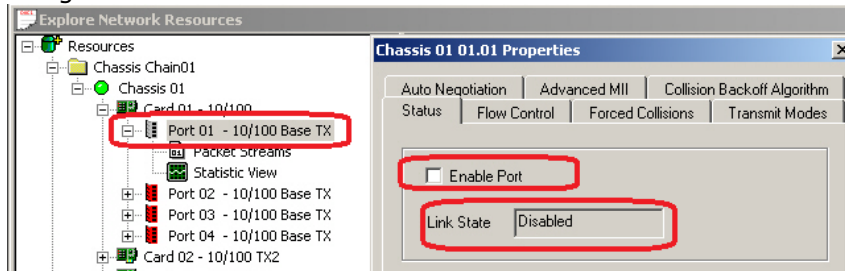 Explore Network Resources
Resources
Chassis Chain01
Chassis 01
Card 01 - 10/100
Port 01 - 10/100 Base TX
Packet Streams
Statistic View
Port 02 - 10/100 Base TX
Port 03 - 10/100 Base TX
Port 04 - 10/100 Base TX
Card 02 - 10/100 TX2
Chassis 01 01.01 Properties
Auto Negotiation Advanced MII Collision Backoff Algorithm
Status Flow Control Forced Collisions Transmit Modes
Enable Port
Link State Disabled